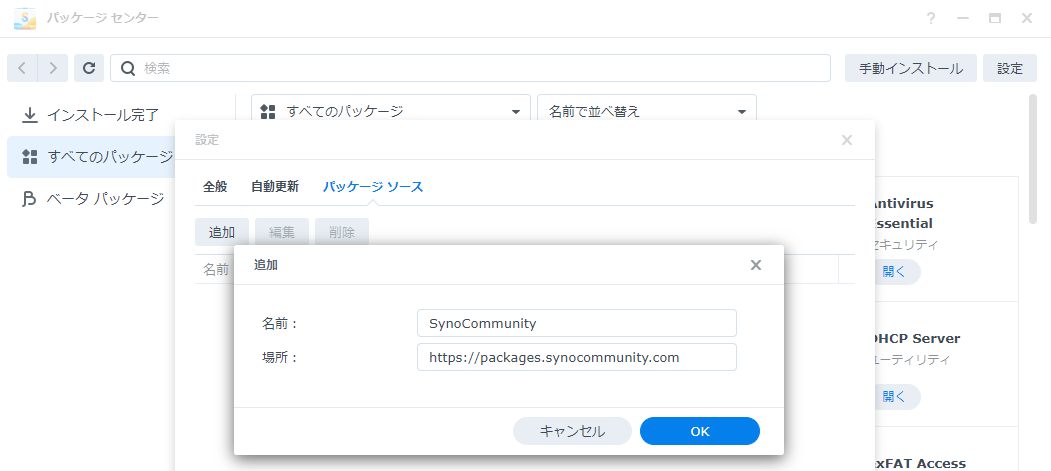 パッケージ センター
検索
手動インストール
設定
インストール完了
すべてのパッケージ
ベータ パッケージ
すべてのパッケージ
名前で並べ替え
設定
全般
自動更新
パッケージ ソース
追加
編集
削除
名前
追加
名前：
SynoCommunity
場所：
https://packages.synocommunity.com
キャンセル
OK
Antivirus
Essential
セキュリティ
開く
DHCP Server
ユーティリティ
開く
exFAT Access